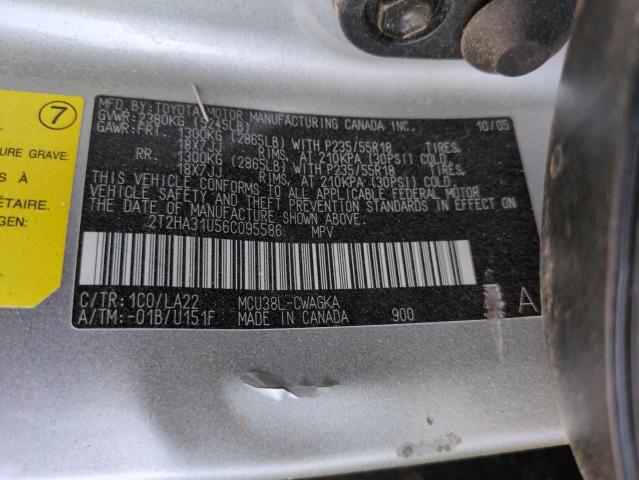 7
MFD. BY: TOYOTA MOTOR MANUFACTURING CANADA INC. 10/05
GVWR: 2380KG (5245LB)
GAWR: FRT. 1300KG (2865LB) WITH P235/55R18 TIRES,
18X7JJ RIMS, AT 210KPA (30PSI) COLD
RR. 1300KG (2865LB) WITH P235/55R18 TIRES,
18X7JJ RIMS, AT 210KPA (30PSI) COLD
THIS VEHICLE CONFORMS TO ALL APPLICABLE FEDERAL MOTOR
VEHICLE SAFETY AND THEFT PREVENTION STANDARDS IN EFFECT ON
THE DATE OF MANUFACTURE SHOWN ABOVE.
2T2HA31U56C095586 MPV
C/TR: 1C0/LA22 MCU38L-CWAGKA
A/TM: -01B/U151F MADE IN CANADA 900 A
URE GRAVE:
S À
ÉTAIRE.
GEN: